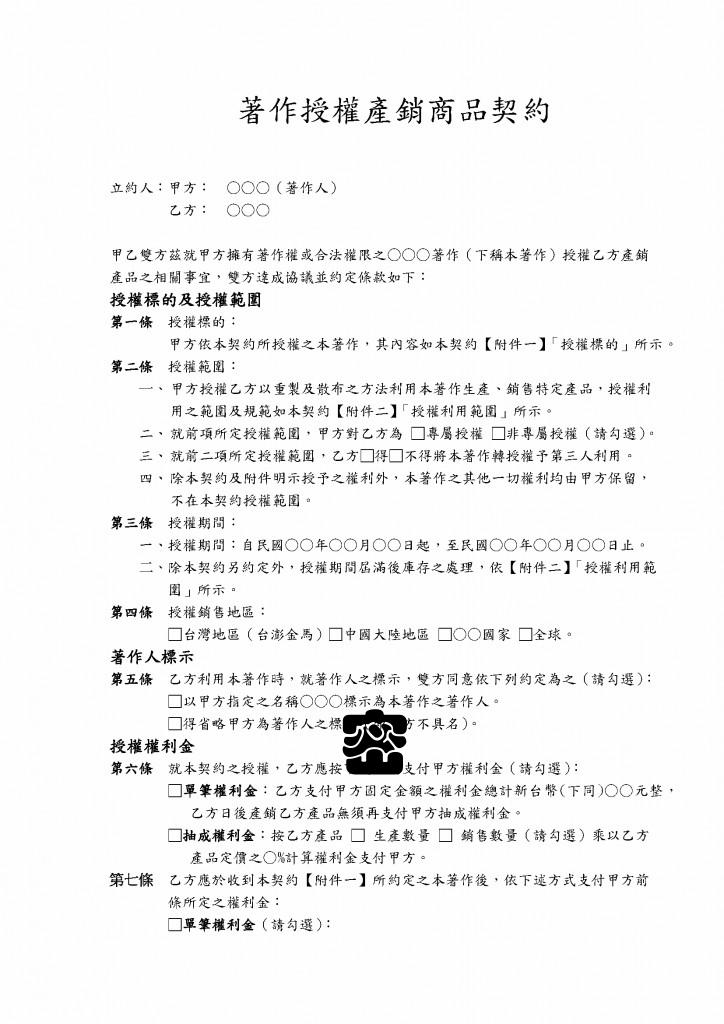 著作授權產銷商品契約
立約人：甲方： ○○○（著作人）
乙方： ○○○
甲乙雙方茲就甲方擁有著作權或合法權限之○○○著作（下稱本著作）授權乙方產銷
產品之相關事宜，雙方達成協議並約定條款如下：
授權標的及授權範圍
第一條 授權標的：
甲方依本契約所授權之本著作，其內容如本契約【附件一】「授權標的」所示。
第二條 授權範圍：
一、甲方授權乙方以重製及散布之方法利用本著作生產、銷售特定產品，授權利
用之範圍及規範如本契約【附件二】「授權利用範圍」所示。
二、就前項所定授權範圍，甲方對乙方為 □專屬授權 □非專屬授權（請勾選）。
三、就前二項所定授權範圍，乙方□得□不得將本著作轉授權予第三人利用。
四、除本契約及附件明示授予之權利外，本著作之其他一切權利均由甲方保留，
不在本契約授權範圍。
第三條 授權期間：
一、授權期間：自民國○○年○○月○○日起，至民國○○年○○月○○日止。
二、除本契約另約定外，授權期間屆滿後庫存之處理，依【附件二】「授權利用範
圍」所示。
第四條 授權銷售地區：
□台灣地區（台澎金馬）□中國大陸地區 □○○國家 □全球。
著作人標示
第五條 乙方利用本著作時，就著作人之標示，雙方同意依下列約定為之（請勾選）：
□以甲方指定之名稱○○○標示為本著作之著作人。
□得省略甲方為著作人之標 方不具名）。
授權權利金
第六條 就本契約之授權，乙方應按 支付甲方權利金（請勾選）：
□單筆權利金：乙方支付甲方固定金額之權利金總計新台幣(下同)○○元整，
乙方日後產銷乙方產品無須再支付甲方抽成權利金。
□抽成權利金：按乙方產品 □ 生產數量 □ 銷售數量（請勾選）乘以乙方
產品定價之○%計算權利金支付甲方。
第七條 乙方應於收到本契約【附件一】所約定之本著作後，依下述方式支付甲方前
條所定之權利金：
□單筆權利金（請勾選）：